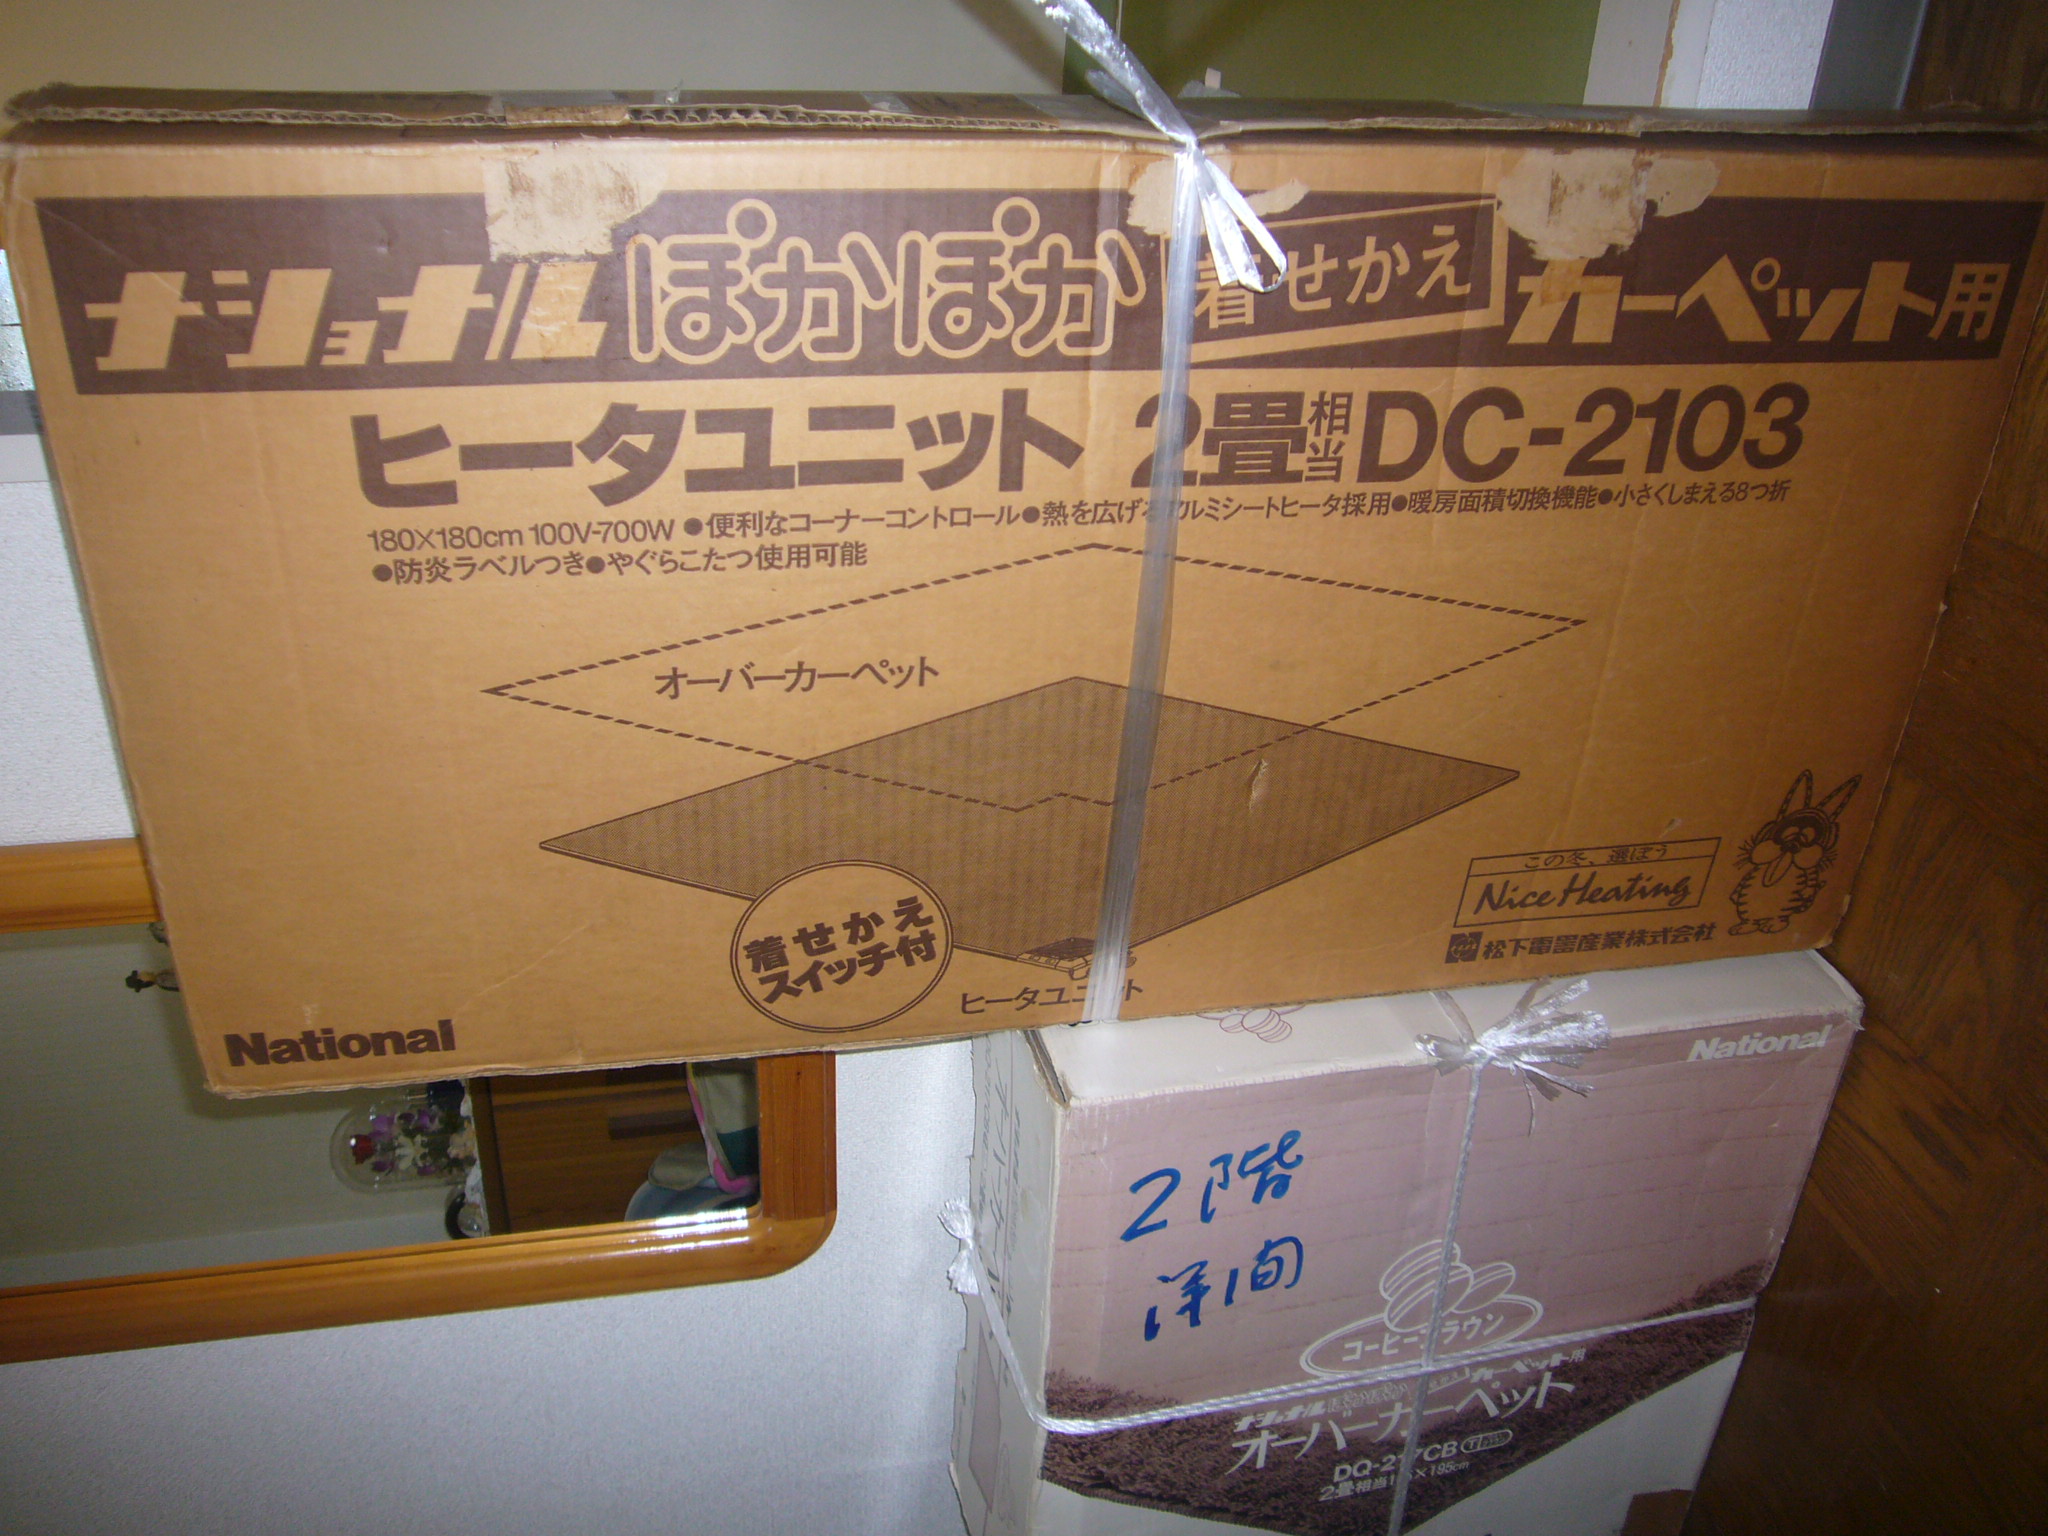 ナショナル ぽかぽか 着せかえ カーペット用
ヒータユニット 2畳相当 DC-2103
180×180cm 100V-700W ●便利なコーナーコントロール●熱を広げるアルミシートヒータ採用●暖房面積切換機能●小さくしまえる8つ折
●防炎ラベルつき●やぐらこたつ使用可能
オーバーカーペット
着せかえ
スイッチ付
ヒータユニット
この冬、選ぼう
Nice Heating
松下電器産業株式会社
National
National
2階
洋間
コーヒーブラウン
ナショナル カーペット用
オーバーカーペット
2畳相当